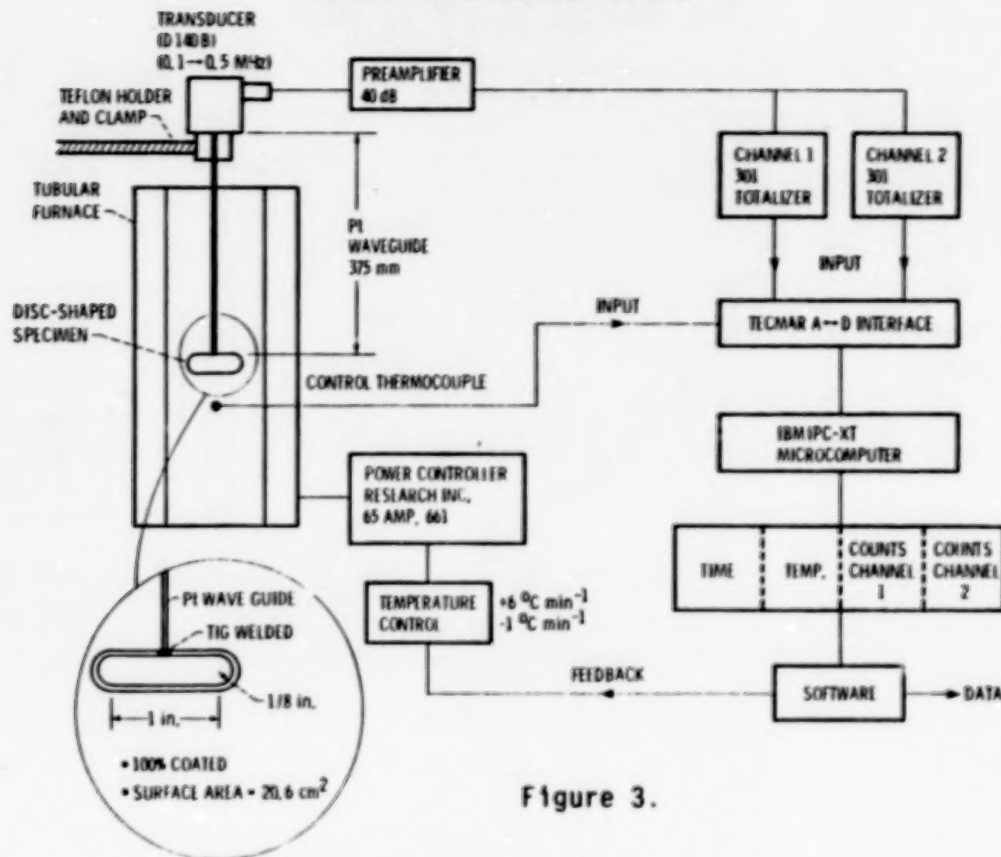 TRANSDUCER
(D 140 B)
(0.1→0.5 MHz)
TEFLON HOLDER
AND CLAMP
PREAMPLIFIER
40 dB
CHANNEL 1
301
TOTALIZER
CHANNEL 2
301
TOTALIZER
TUBULAR
FURNACE
Pt
WAVEGUIDE
375 mm
INPUT
DISC-SHAPED
SPECIMEN
INPUT
TECMAR A↔D INTERFACE
CONTROL THERMOCOUPLE
IBM IPC-XT
MICROCOMPUTER
POWER CONTROLLER
RESEARCH INC,
65 AMP, 661
TIME
TEMP.
COUNTS
CHANNEL
1
COUNTS
CHANNEL
2
TEMPERATURE
CONTROL
+6 °C min⁻¹
-1 °C min⁻¹
Pt WAVE GUIDE
TIG WELDED
FEEDBACK
SOFTWARE
DATA
1/8 in.
1 in.
• 100% COATED
• SURFACE AREA = 20.6 cm²
Figure 3.